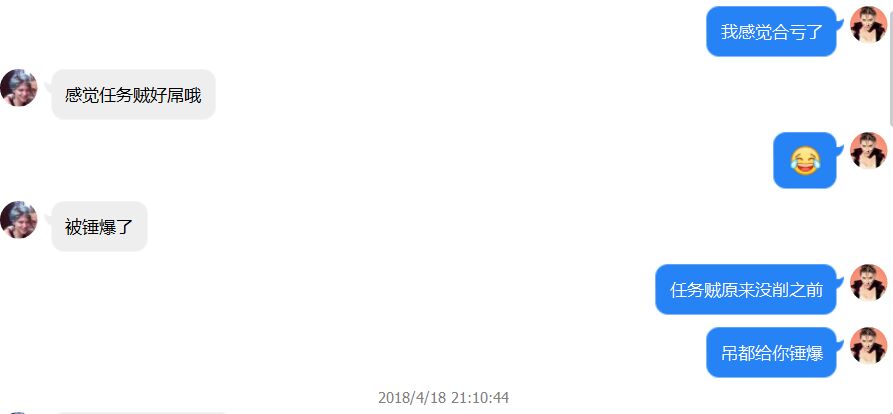 我感觉合亏了
感觉任务贼好屌哦
😂
被锤爆了
任务贼原来没削之前
吊都给你锤爆
2018/4/18 21:10:44